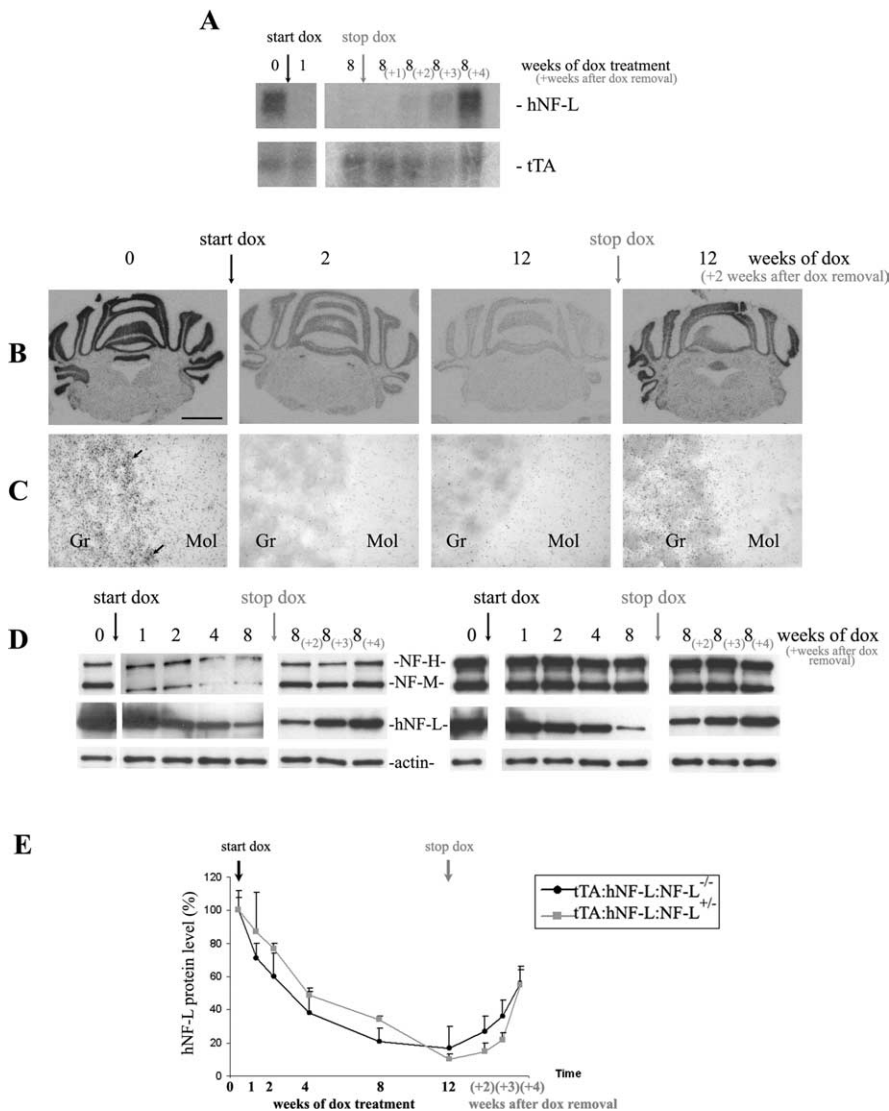 A
start dox stop dox
0 1 8 8 (+1) 8 (+2) 8 (+3) 8 (+4) weeks of dox treatment
(+weeks after dox removal)
- hNF-L
- tTA
start dox stop dox
0 2 12 12 weeks of dox
(+2 weeks after dox removal)
B
C
Gr Mol Gr Mol Gr Mol Gr Mol
start dox stop dox start dox stop dox
D
0 1 2 4 8 8 (+2) 8 (+3) 8 (+4) 0 1 2 4 8 8 (+2) 8 (+3) 8 (+4) weeks of dox
(+weeks after dox removal)
-NF-H-
-NF-M-
-hNF-L-
-actin-
E
start dox stop dox
tTA:hNF-L:NF-L-/-
tTA:hNF-L:NF-L+/-
hNF-L protein level (%)
120
100
80
60
40
20
0
Time
0 1 2 4 8 12 (+2)(+3)(+4)
weeks of dox treatment weeks after dox removal